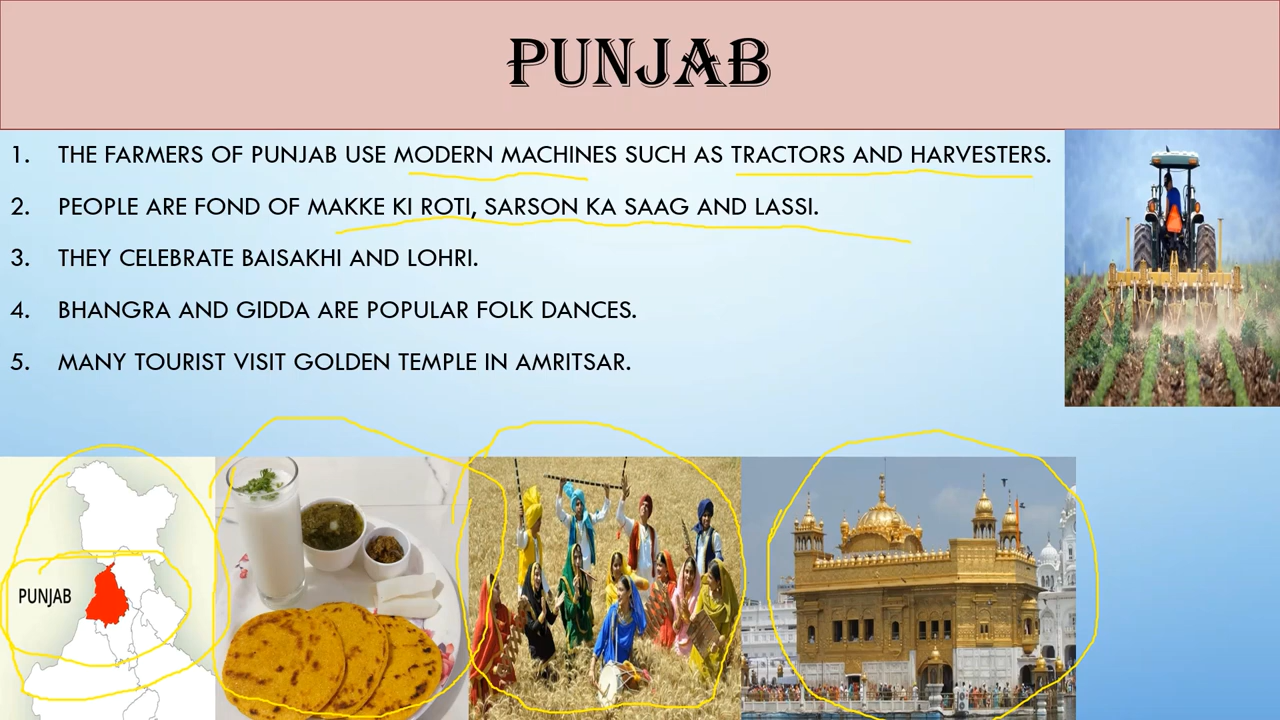 PUNJAB
1. THE FARMERS OF PUNJAB USE MODERN MACHINES SUCH AS TRACTORS AND HARVESTERS.
2. PEOPLE ARE FOND OF MAKKE KI ROTI, SARSON KA SAAG AND LASSI.
3. THEY CELEBRATE BAISAKHI AND LOHRI.
4. BHANGRA AND GIDDA ARE POPULAR FOLK DANCES.
5. MANY TOURIST VISIT GOLDEN TEMPLE IN AMRITSAR.
PUNJAB